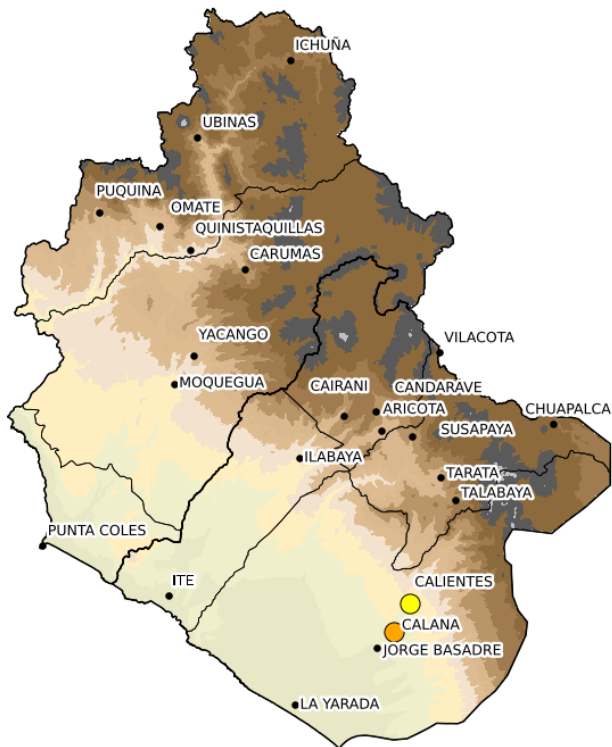 ICHUÑA
UBINAS
PUQUINA
OMATE
QUINISTAQUILLAS
CARUMAS
YACANGO
VILACOTA
MOQUEGUA
CAIRANI
CANDARAVE
ARICOTA
CHUAPALCA
SUSAPAYA
ILABAYA
TARATA
TALABAYA
PUNTA COLES
ITE
CALIENTES
CALANA
JORGE BASADRE
LA YARADA